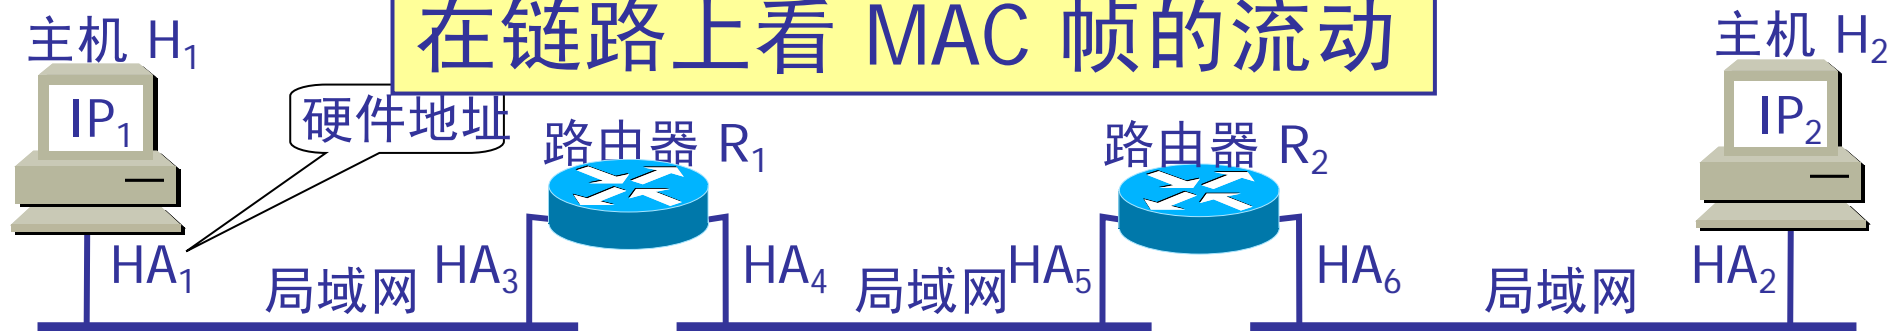 在链路上看 MAC 帧的流动
主机 H₁
主机 H₂
IP₁
硬件地址
路由器 R₁
路由器 R₂
IP₂
HA₁
局域网
HA₃
HA₄
局域网
HA₅
HA₆
局域网
HA₂